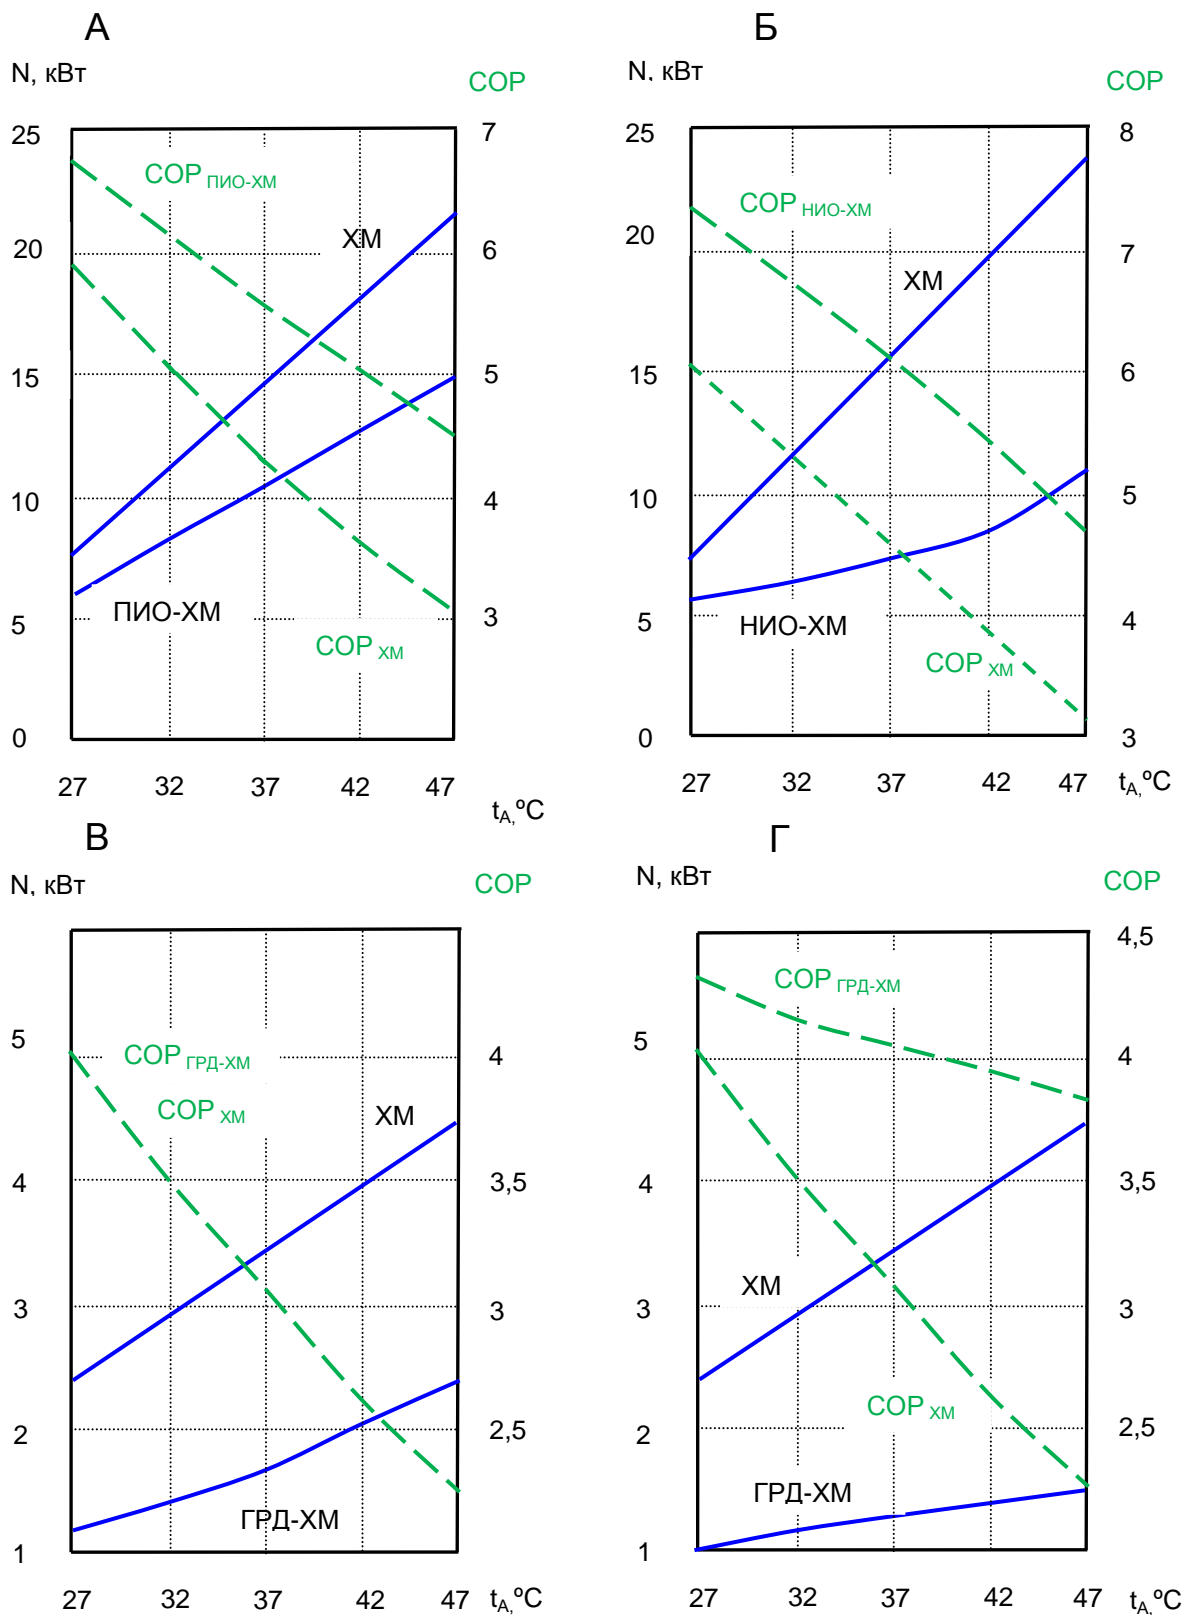 А
Б
N, кВт
COP
N, кВт
COP
25
7
25
8
COP ПИО-ХМ
COP НИО-ХМ
ХМ
20
6
20
7
ХМ
15
5
15
6
10
4
10
5
ПИО-ХМ
НИО-ХМ
5
3
5
4
COP ХМ
COP ХМ
0
0
3
27 32 37 42 47
tA,ºC
27 32 37 42 47 tA,ºC
В
Г
N, кВт
COP
N, кВт
COP
4,5
COP ГРД-ХМ
5
4
5
4
COP ГРД-ХМ
COP ХМ
ХМ
4
3,5
4
3,5
ХМ
3
3
3
3
COP ХМ
2
2,5
2
2,5
ГРД-ХМ
ГРД-ХМ
1
1
27 32 37 42 47 tA,ºC
27 32 37 42 47 tA,ºC